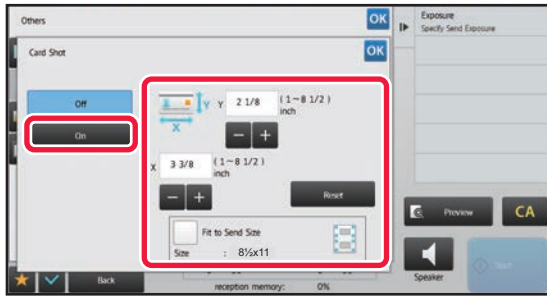 Others
OK
Exposure
Specify Send Exposure
Card Shot
OK
Off
On
Y
Y
2 1/8
(1~8 1/2)
inch
X
− +
X
3 3/8
(1~8 1/2)
inch
− +
Reset
Fit to Send Size
Size : 8½x11
Preview
CA
Back
reception memory: 0%
Speaker
Start